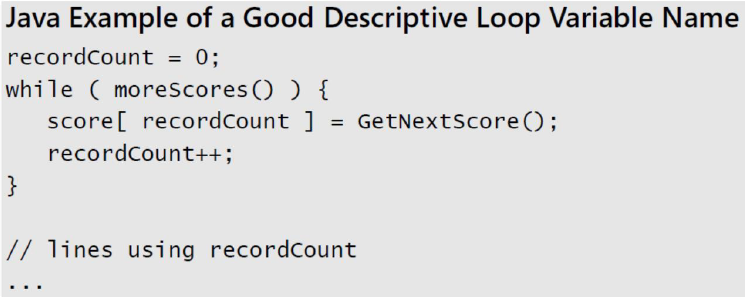 Java Example of a Good Descriptive Loop Variable Name
recordCount = 0;
while ( moreScores() ) {
   score[ recordCount ] = GetNextScore();
   recordCount++;
}
// lines using recordCount
...